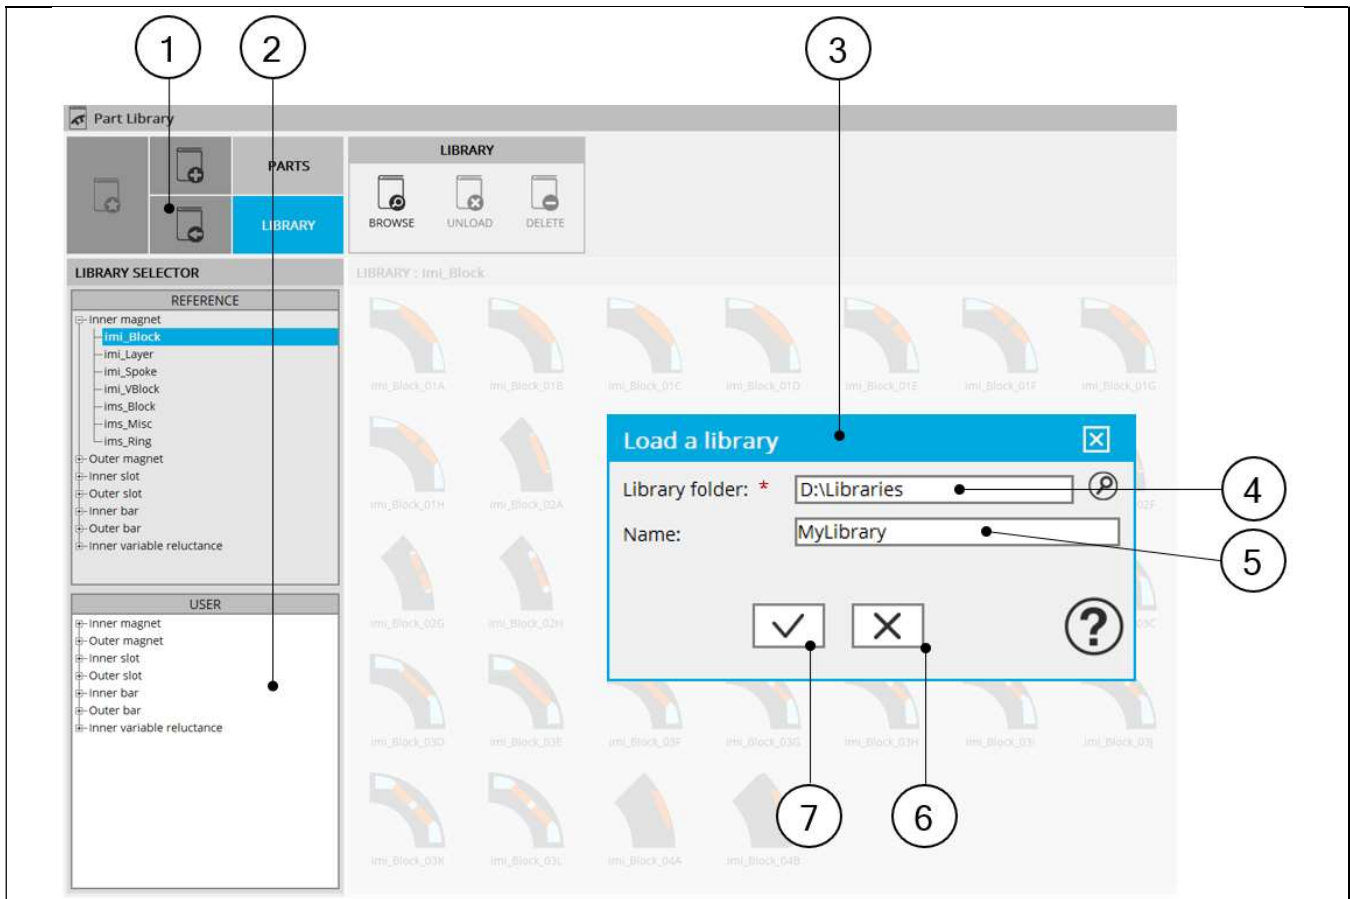 1 2 3
Part Library
PARTS
LIBRARY
LIBRARY
BROWSE UNLOAD DELETE
LIBRARY SELECTOR
REFERENCE
Inner magnet
imi_Block
imi_Layer
imi_Spoke
imi_VBlock
ims_Block
ims_Misc
ims_Ring
Outer magnet
Inner slot
Outer slot
Inner bar
Outer bar
Inner variable reluctance
USER
Inner magnet
Outer magnet
Inner slot
Outer slot
Inner bar
Outer bar
Inner variable reluctance
LIBRARY : imi_Block
imi_Block_01A imi_Block_01B imi_Block_01C imi_Block_01D imi_Block_01E imi_Block_01F imi_Block_01G
imi_Block_01H imi_Block_02A
imi_Block_02G imi_Block_02H
imi_Block_03D imi_Block_03E imi_Block_03F imi_Block_03G imi_Block_03H imi_Block_03I imi_Block_03J
imi_Block_03K imi_Block_03L imi_Block_04A imi_Block_04B
Load a library
Library folder: * D:\Libraries
Name: MyLibrary
?
4
5
7 6